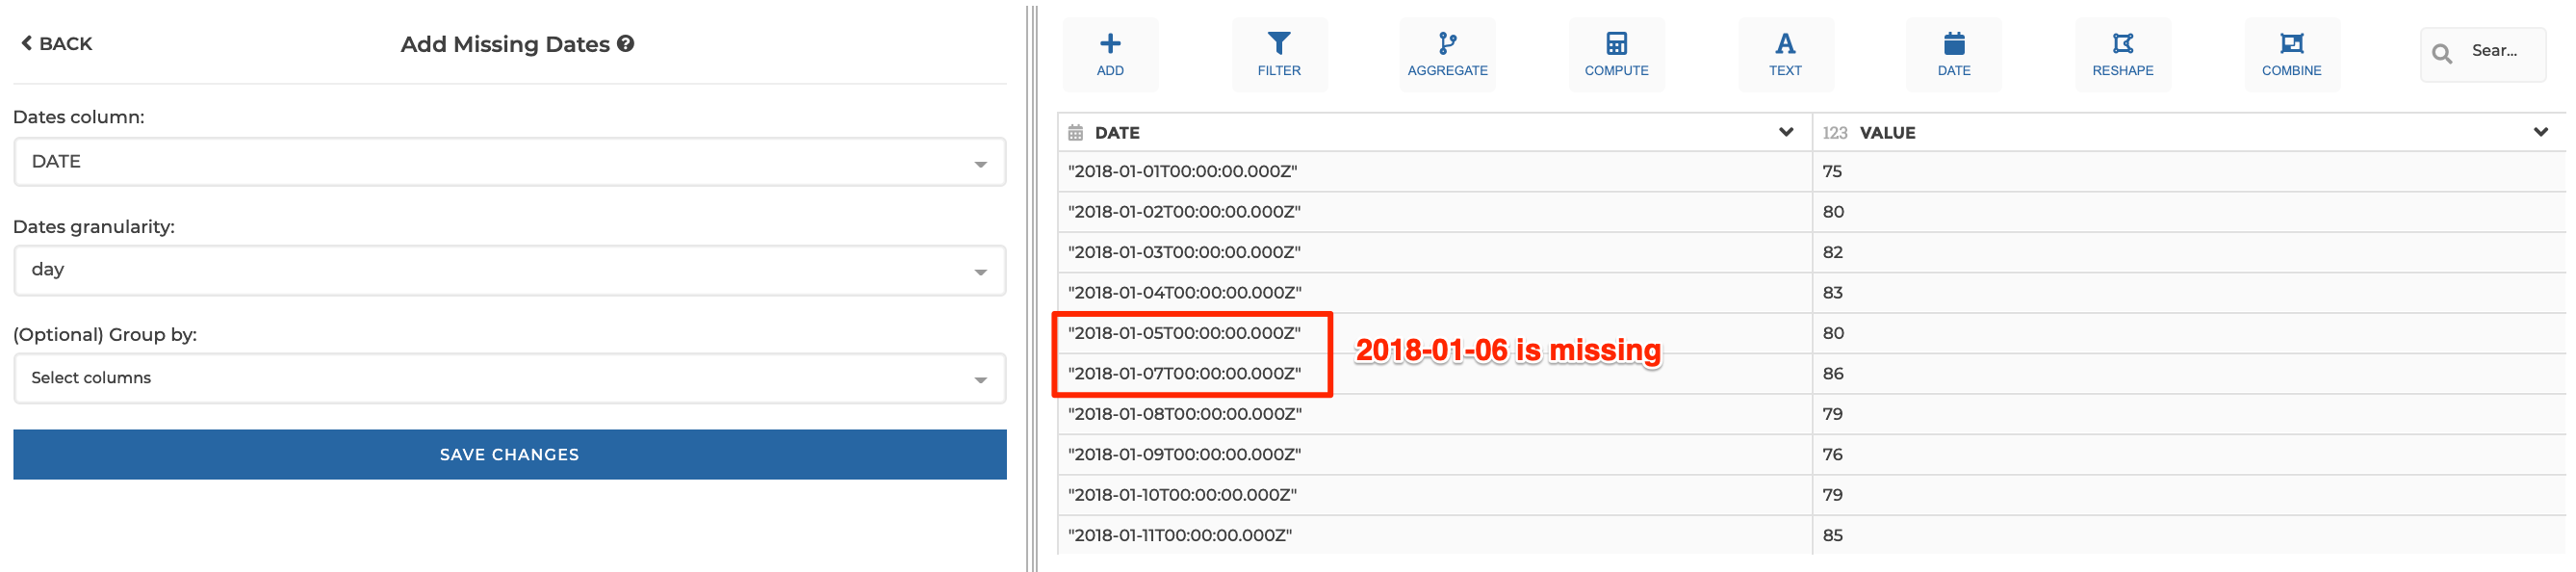 BACK
Add Missing Dates
Dates column:
DATE
Dates granularity:
day
(Optional) Group by:
Select columns
SAVE CHANGES
ADD
FILTER
AGGREGATE
COMPUTE
TEXT
DATE
RESHAPE
COMBINE
Sear...
DATE 123 VALUE
"2018-01-01T00:00:00.000Z" 75
"2018-01-02T00:00:00.000Z" 80
"2018-01-03T00:00:00.000Z" 82
"2018-01-04T00:00:00.000Z" 83
"2018-01-05T00:00:00.000Z" 80
2018-01-06 is missing
"2018-01-07T00:00:00.000Z" 86
"2018-01-08T00:00:00.000Z" 79
"2018-01-09T00:00:00.000Z" 76
"2018-01-10T00:00:00.000Z" 79
"2018-01-11T00:00:00.000Z" 85